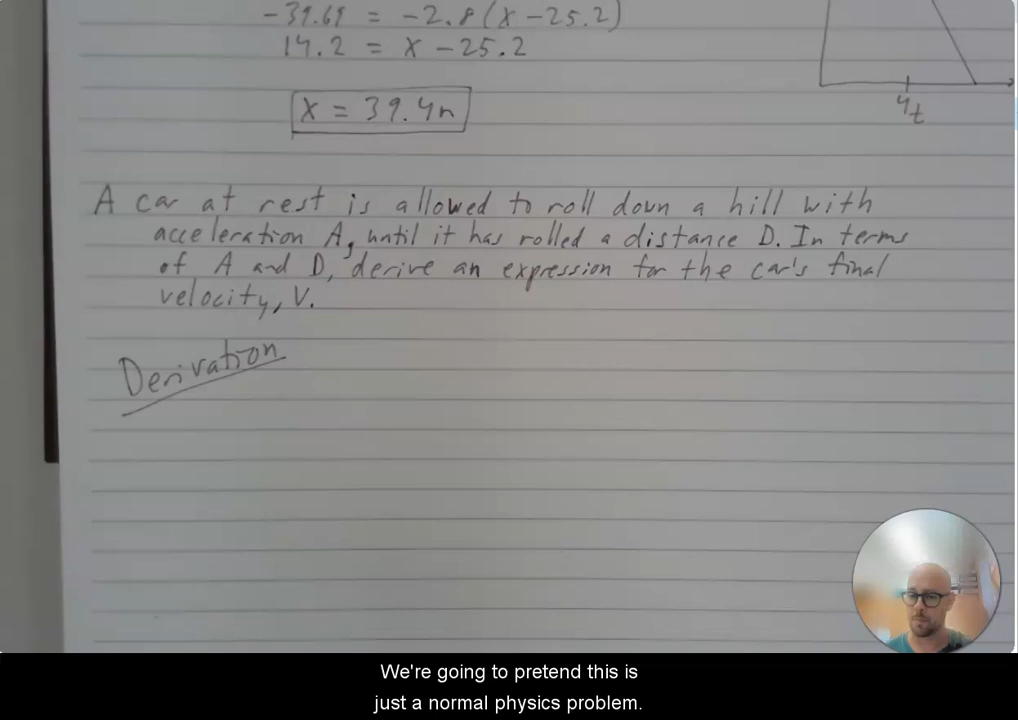 -39.69 = -2.8(x-25.2)
14.2 = x-25.2
x = 39.4m
4
t
A car at rest is allowed to roll down a hill with
acceleration A, until it has rolled a distance D. In terms
of A and D, derive an expression for the car's final
velocity, V.
Derivation
We're going to pretend this is
just a normal physics problem.